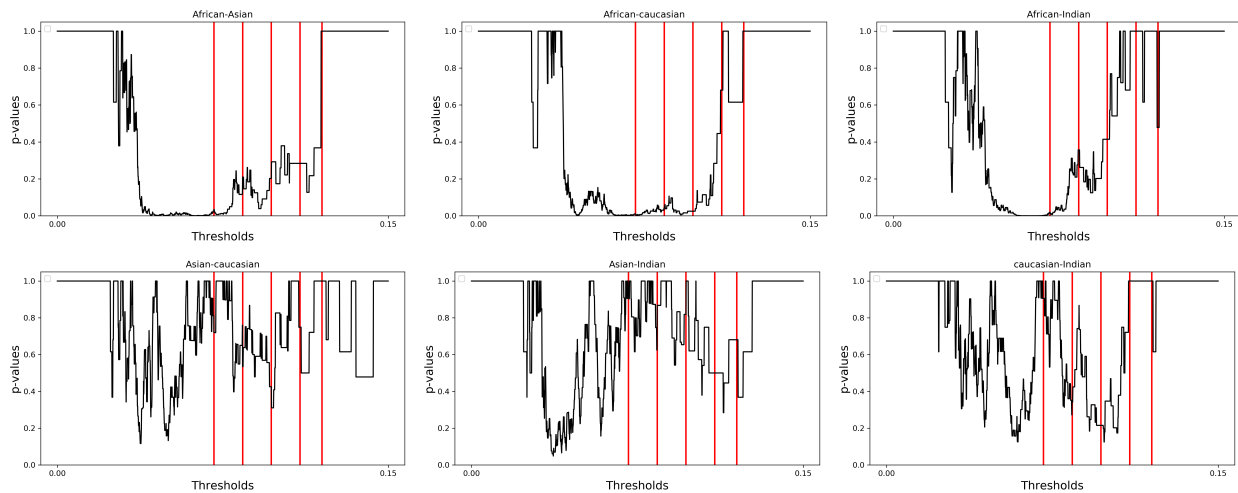 African-Asian
p-values
1.0
0.8
0.6
0.4
0.2
0.0
0.00
0.15
Thresholds
African-caucasian
p-values
1.0
0.8
0.6
0.4
0.2
0.0
0.00
0.15
Thresholds
African-Indian
p-values
1.0
0.8
0.6
0.4
0.2
0.0
0.00
0.15
Thresholds
Asian-caucasian
p-values
1.0
0.8
0.6
0.4
0.2
0.0
0.00
0.15
Thresholds
Asian-Indian
p-values
1.0
0.8
0.6
0.4
0.2
0.0
0.00
0.15
Thresholds
caucasian-Indian
p-values
1.0
0.8
0.6
0.4
0.2
0.0
0.00
0.15
Thresholds